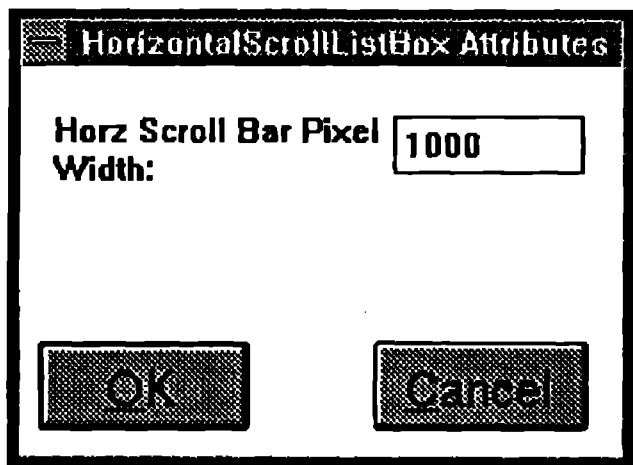 HorizontalScrollListBox Attributes
Horz Scroll Bar Pixel
Width:
1000
OK
Cancel